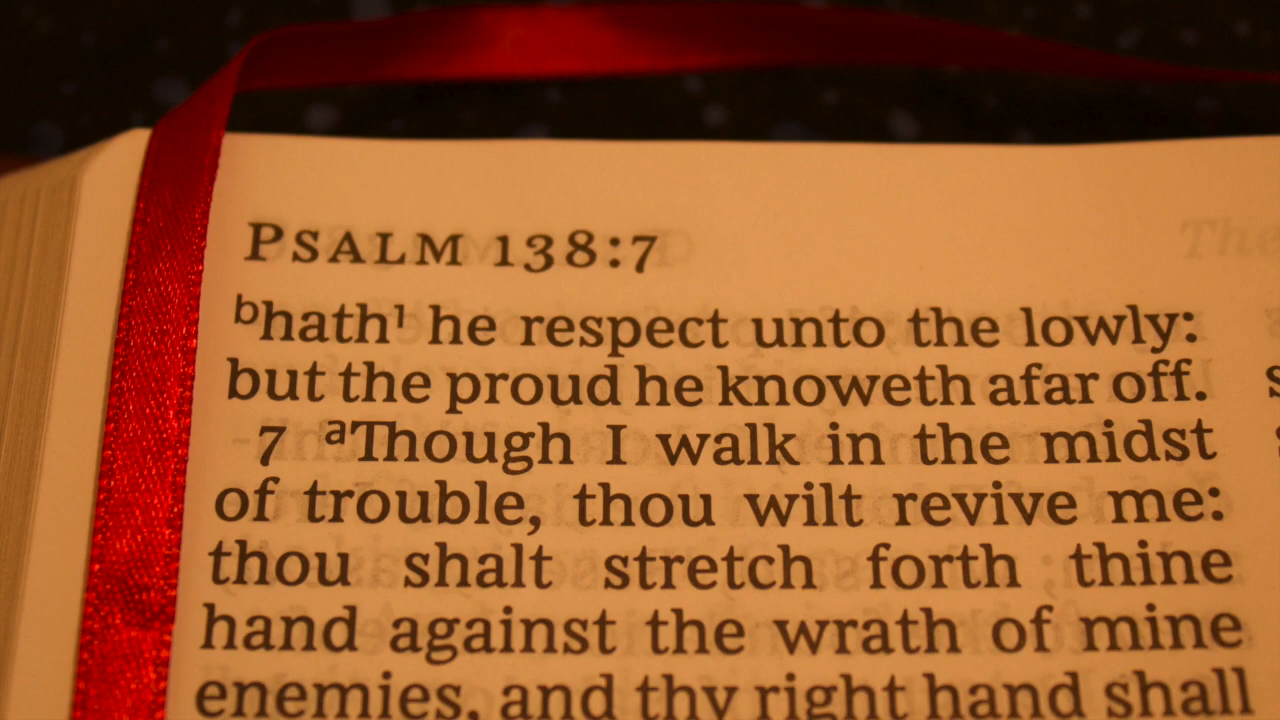 PSALM 138:7
The
bhath¹ he respect unto the lowly:
but the proud he knoweth afar off.
7 aThough I walk in the midst
of trouble, thou wilt revive me:
thou shalt stretch forth thine
hand against the wrath of mine
enemies, and thy right hand shall